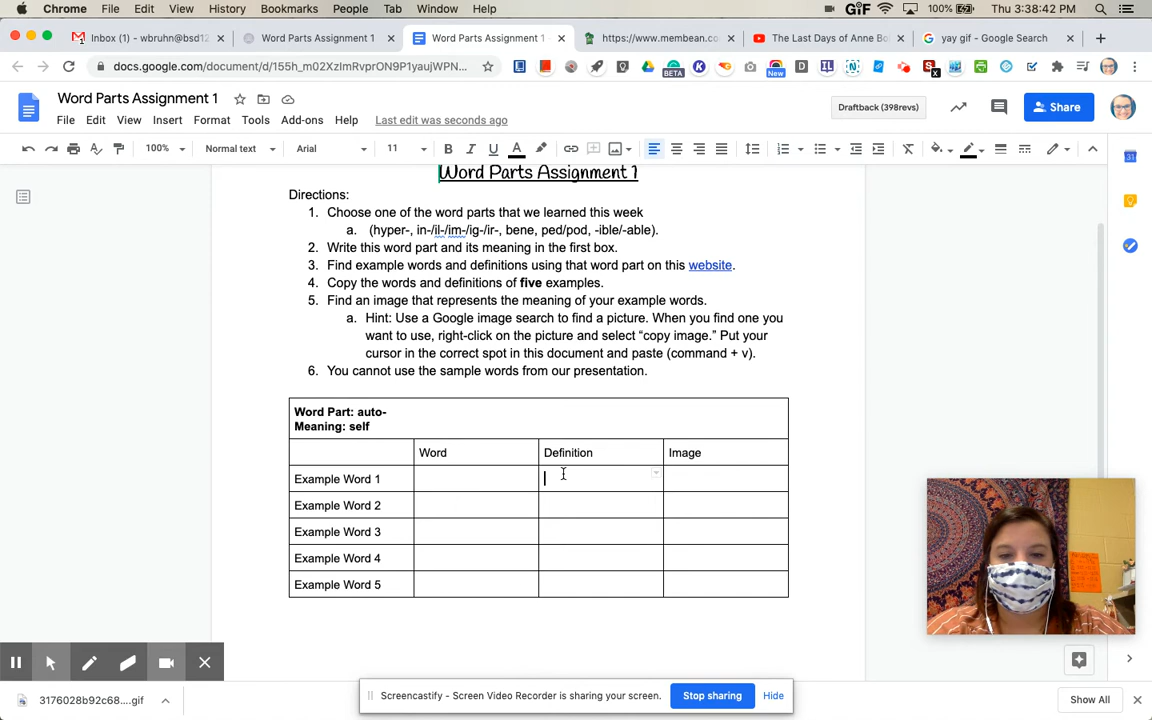 Chrome File Edit View History Bookmarks People Tab Window Help GIF 100% Thu 3:38:42 PM
Inbox (1) - wbruhn@bsd12 Word Parts Assignment 1 Word Parts Assignment 1 - https://www.membean.co The Last Days of Anne Bo yay gif - Google Search
docs.google.com/document/d/155h_m02XzImRvprON9P1yaujWPN...
Word Parts Assignment 1
Draftback (398revs) Share
File Edit View Insert Format Tools Add-ons Help Last edit was seconds ago
100% Normal text Arial 11 B I U A
Word Parts Assignment 1
Directions:
1. Choose one of the word parts that we learned this week
a. (hyper-, in-/il-/im-/ig-/ir-, bene, ped/pod, -ible/-able).
2. Write this word part and its meaning in the first box.
3. Find example words and definitions using that word part on this website.
4. Copy the words and definitions of five examples.
5. Find an image that represents the meaning of your example words.
a. Hint: Use a Google image search to find a picture. When you find one you
want to use, right-click on the picture and select “copy image.” Put your
cursor in the correct spot in this document and paste (command + v).
6. You cannot use the sample words from our presentation.
Word Part: auto-
Meaning: self
Word Definition Image
Example Word 1
Example Word 2
Example Word 3
Example Word 4
Example Word 5
Screencastify - Screen Video Recorder is sharing your screen. Stop sharing Hide
3176028b92c68....gif Show All